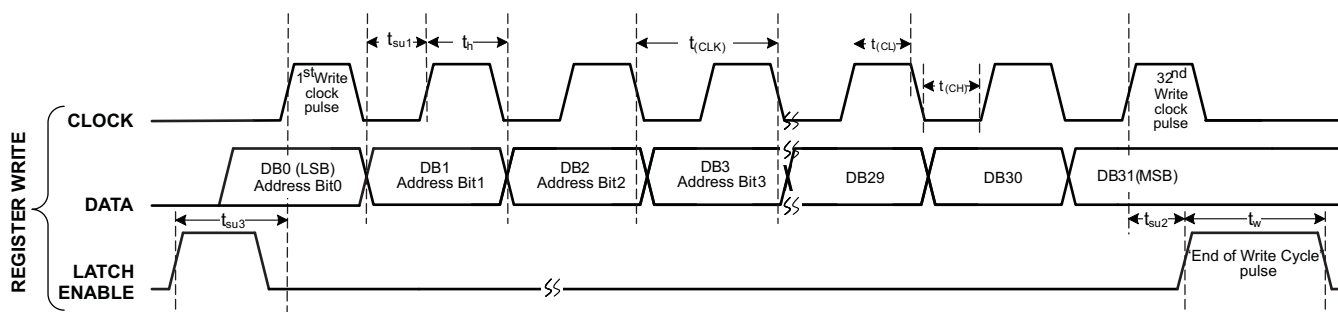 tsu1
th
t(CLK)
t(CL)
t(CH)
1st Write
clock
pulse
32nd
Write
clock
pulse
REGISTER WRITE
CLOCK
DB0 (LSB)
Address Bit0
DB1
Address Bit1
DB2
Address Bit2
DB3
Address Bit3
DB29
DB30
DB31(MSB)
DATA
tsu3
tsu2
tw
LATCH
ENABLE
"End of Write Cycle"
pulse